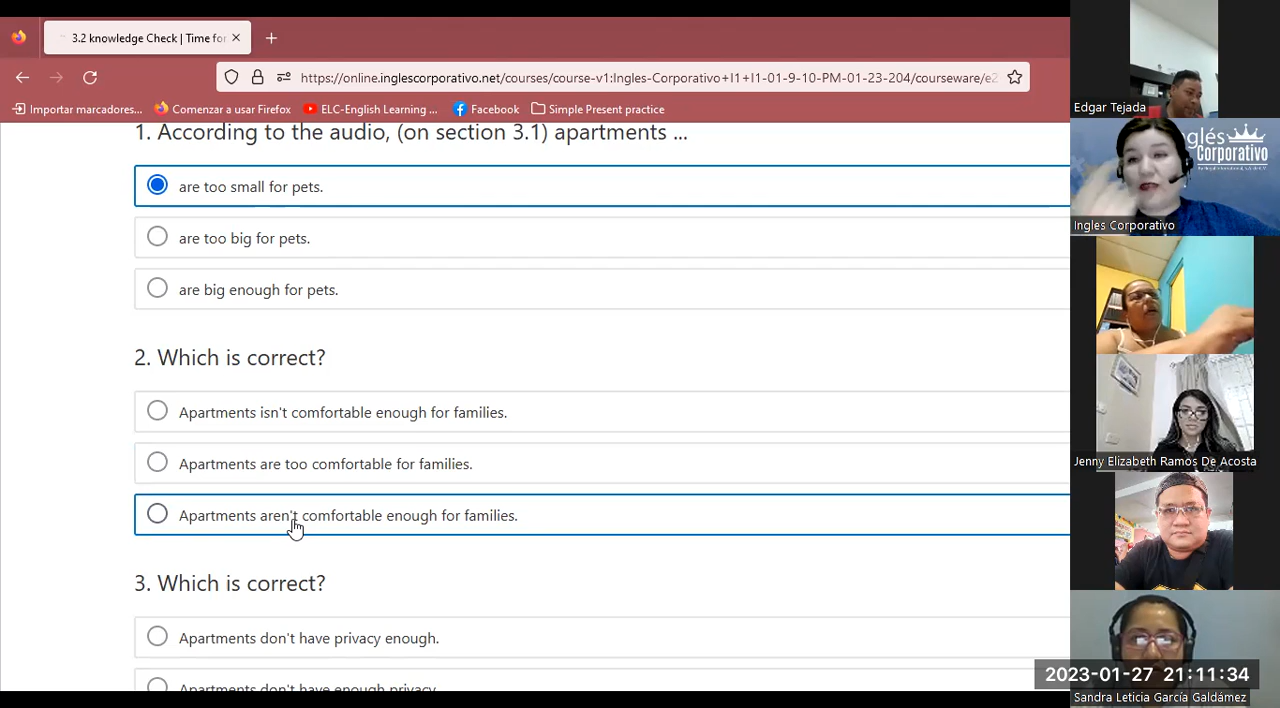 3.2 knowledge Check | Time for
https://online.inglescorporativo.net/courses/course-v1:Ingles-Corporativo+I1+I1-01-9-10-PM-01-23-204/courseware/e2
Importar marcadores...
Comenzar a usar Firefox
ELC-English Learning ...
Facebook
Simple Present practice
1. According to the audio, (on section 3.1) apartments ...
are too small for pets.
are too big for pets.
are big enough for pets.
2. Which is correct?
Apartments isn't comfortable enough for families.
Apartments are too comfortable for families.
Apartments aren't comfortable enough for families.
3. Which is correct?
Apartments don't have privacy enough.
Apartments don't have enough privacy.
Edgar Tejada
Corporativo
Ingles Corporativo
Jenny Elizabeth Ramos De Acosta
2023-01-27 21:11:34
Sandra Leticia García Galdámez